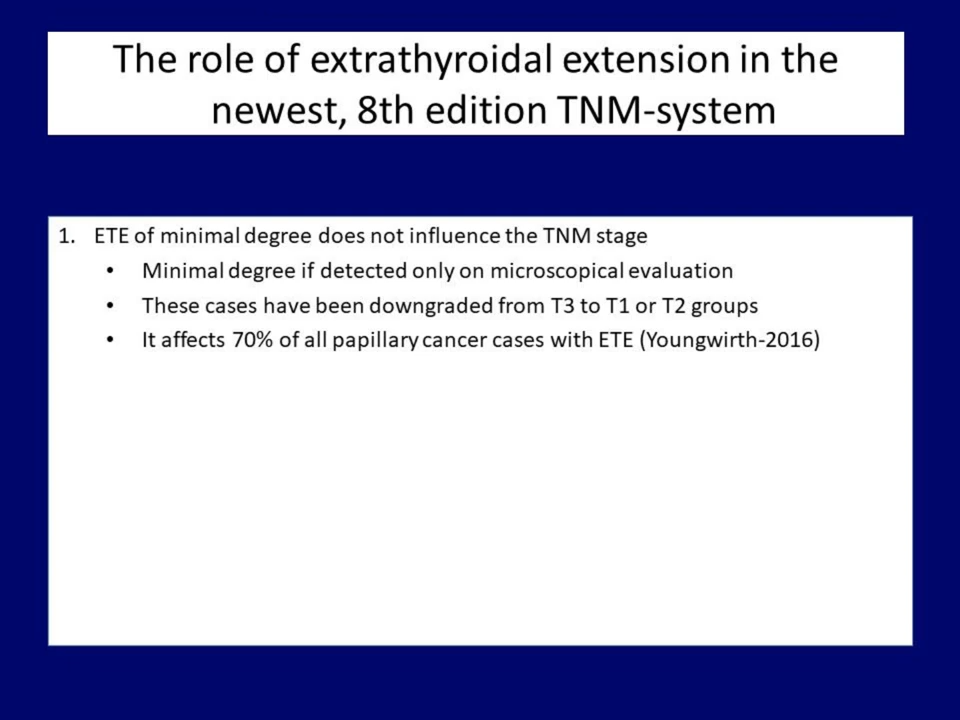 The role of extrathyroidal extension in the
newest, 8th edition TNM-system
1. ETE of minimal degree does not influence the TNM stage
• Minimal degree if detected only on microscopical evaluation
• These cases have been downgraded from T3 to T1 or T2 groups
• It affects 70% of all papillary cancer cases with ETE (Youngwirth-2016)